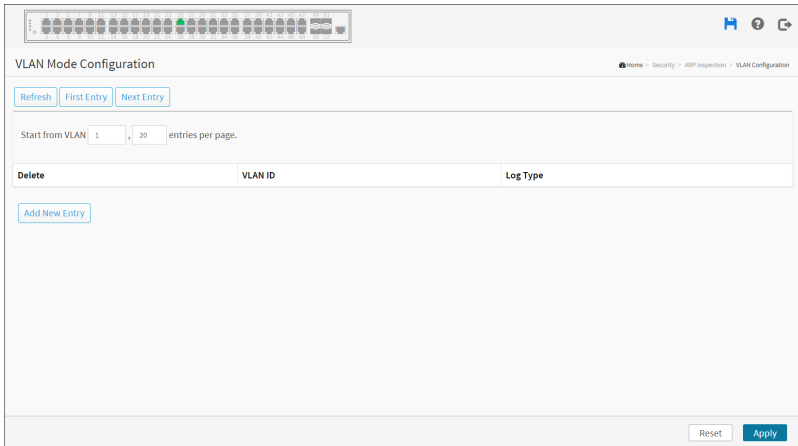 VLAN Mode Configuration
Home > Security > ARP Inspection > VLAN Configuration
Refresh First Entry Next Entry
Start from VLAN 1 , 20 entries per page.
Delete VLAN ID Log Type
Add New Entry
Reset Apply